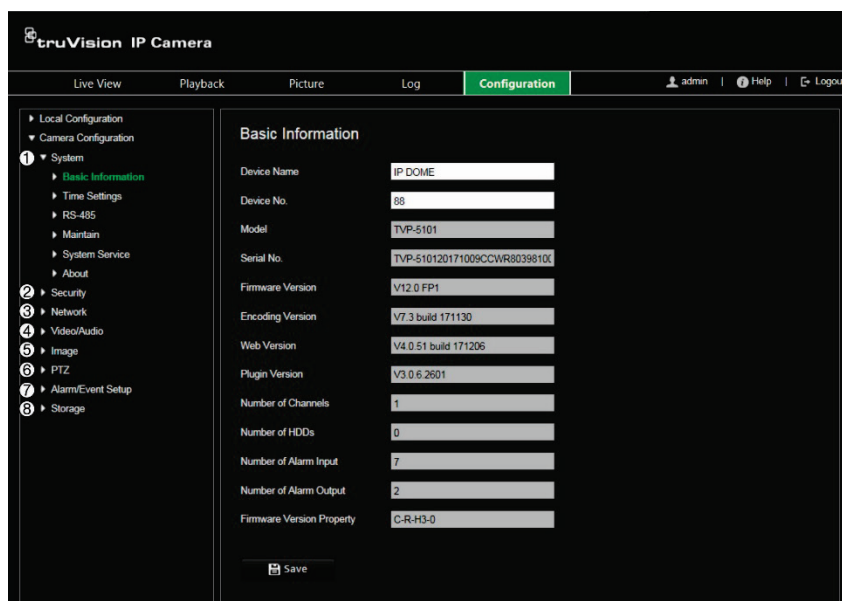 truVision IP Camera
Live View Playback Picture Log Configuration admin | Help | Logou
Local Configuration
Camera Configuration
1 System
Basic Information
Time Settings
RS-485
Maintain
System Service
About
2 Security
3 Network
4 Video/Audio
5 Image
6 PTZ
7 Alarm/Event Setup
8 Storage
Basic Information
Device Name IP DOME
Device No. 88
Model TVP-5101
Serial No. TVP-510120171009CCWR8039810(
Firmware Version V12.0 FP1
Encoding Version V7.3 build 171130
Web Version V4.0.51 build 171206
Plugin Version V3.0.6.2601
Number of Channels 1
Number of HDDs 0
Number of Alarm Input 7
Number of Alarm Output 2
Firmware Version Property C-R-H3-0
Save